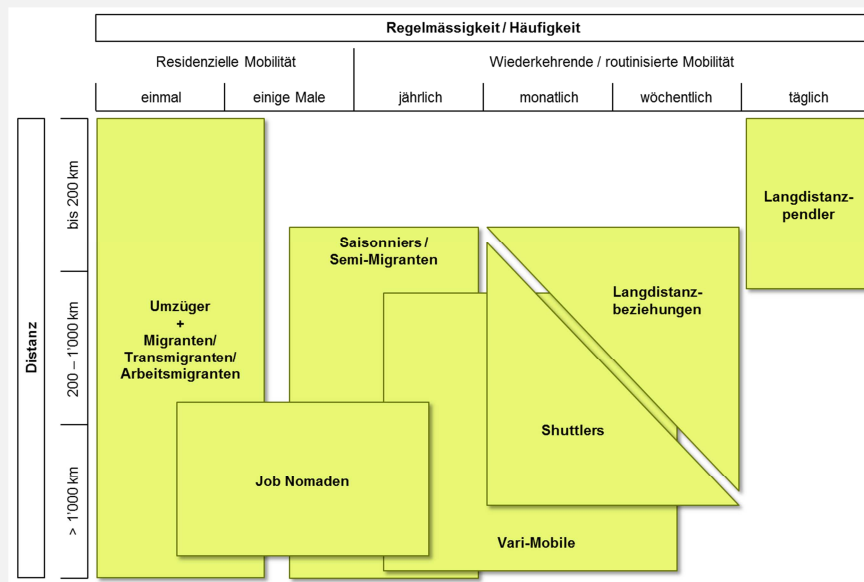 Regelmässigkeit / Häufigkeit
Residenzielle Mobilität
Wiederkehrende / routinisierte Mobilität
einmal
einige Male
jährlich
monatlich
wöchentlich
täglich
Distanz
bis 200 km
200 – 1'000 km
> 1'000 km
Umzüger
+
Migranten/
Transmigranten/
Arbeitsmigranten
Saisonniers /
Semi-Migranten
Langdistanz-
pendler
Langdistanz-
beziehungen
Shuttlers
Job Nomaden
Vari-Mobile